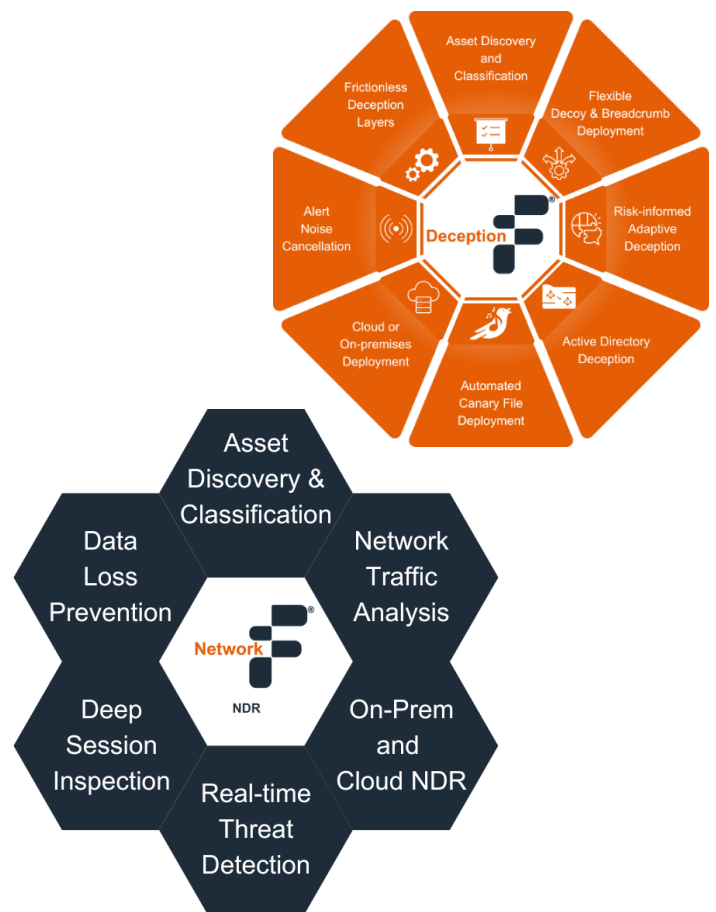 Asset Discovery
and
Classification
Flexible
Decoy & Breadcrumb
Deployment
Risk-informed
Adaptive
Deception
Active Directory
Deception
Automated
Canary File
Deployment
Cloud or
On-premises
Deployment
Alert
Noise
Cancellation
Frictionless
Deception
Layers
Deception
®
Asset
Discovery &
Classification
Network
Traffic
Analysis
On-Prem
and
Cloud NDR
Real-time
Threat
Detection
Deep
Session
Inspection
Data
Loss
Prevention
Network
®
NDR